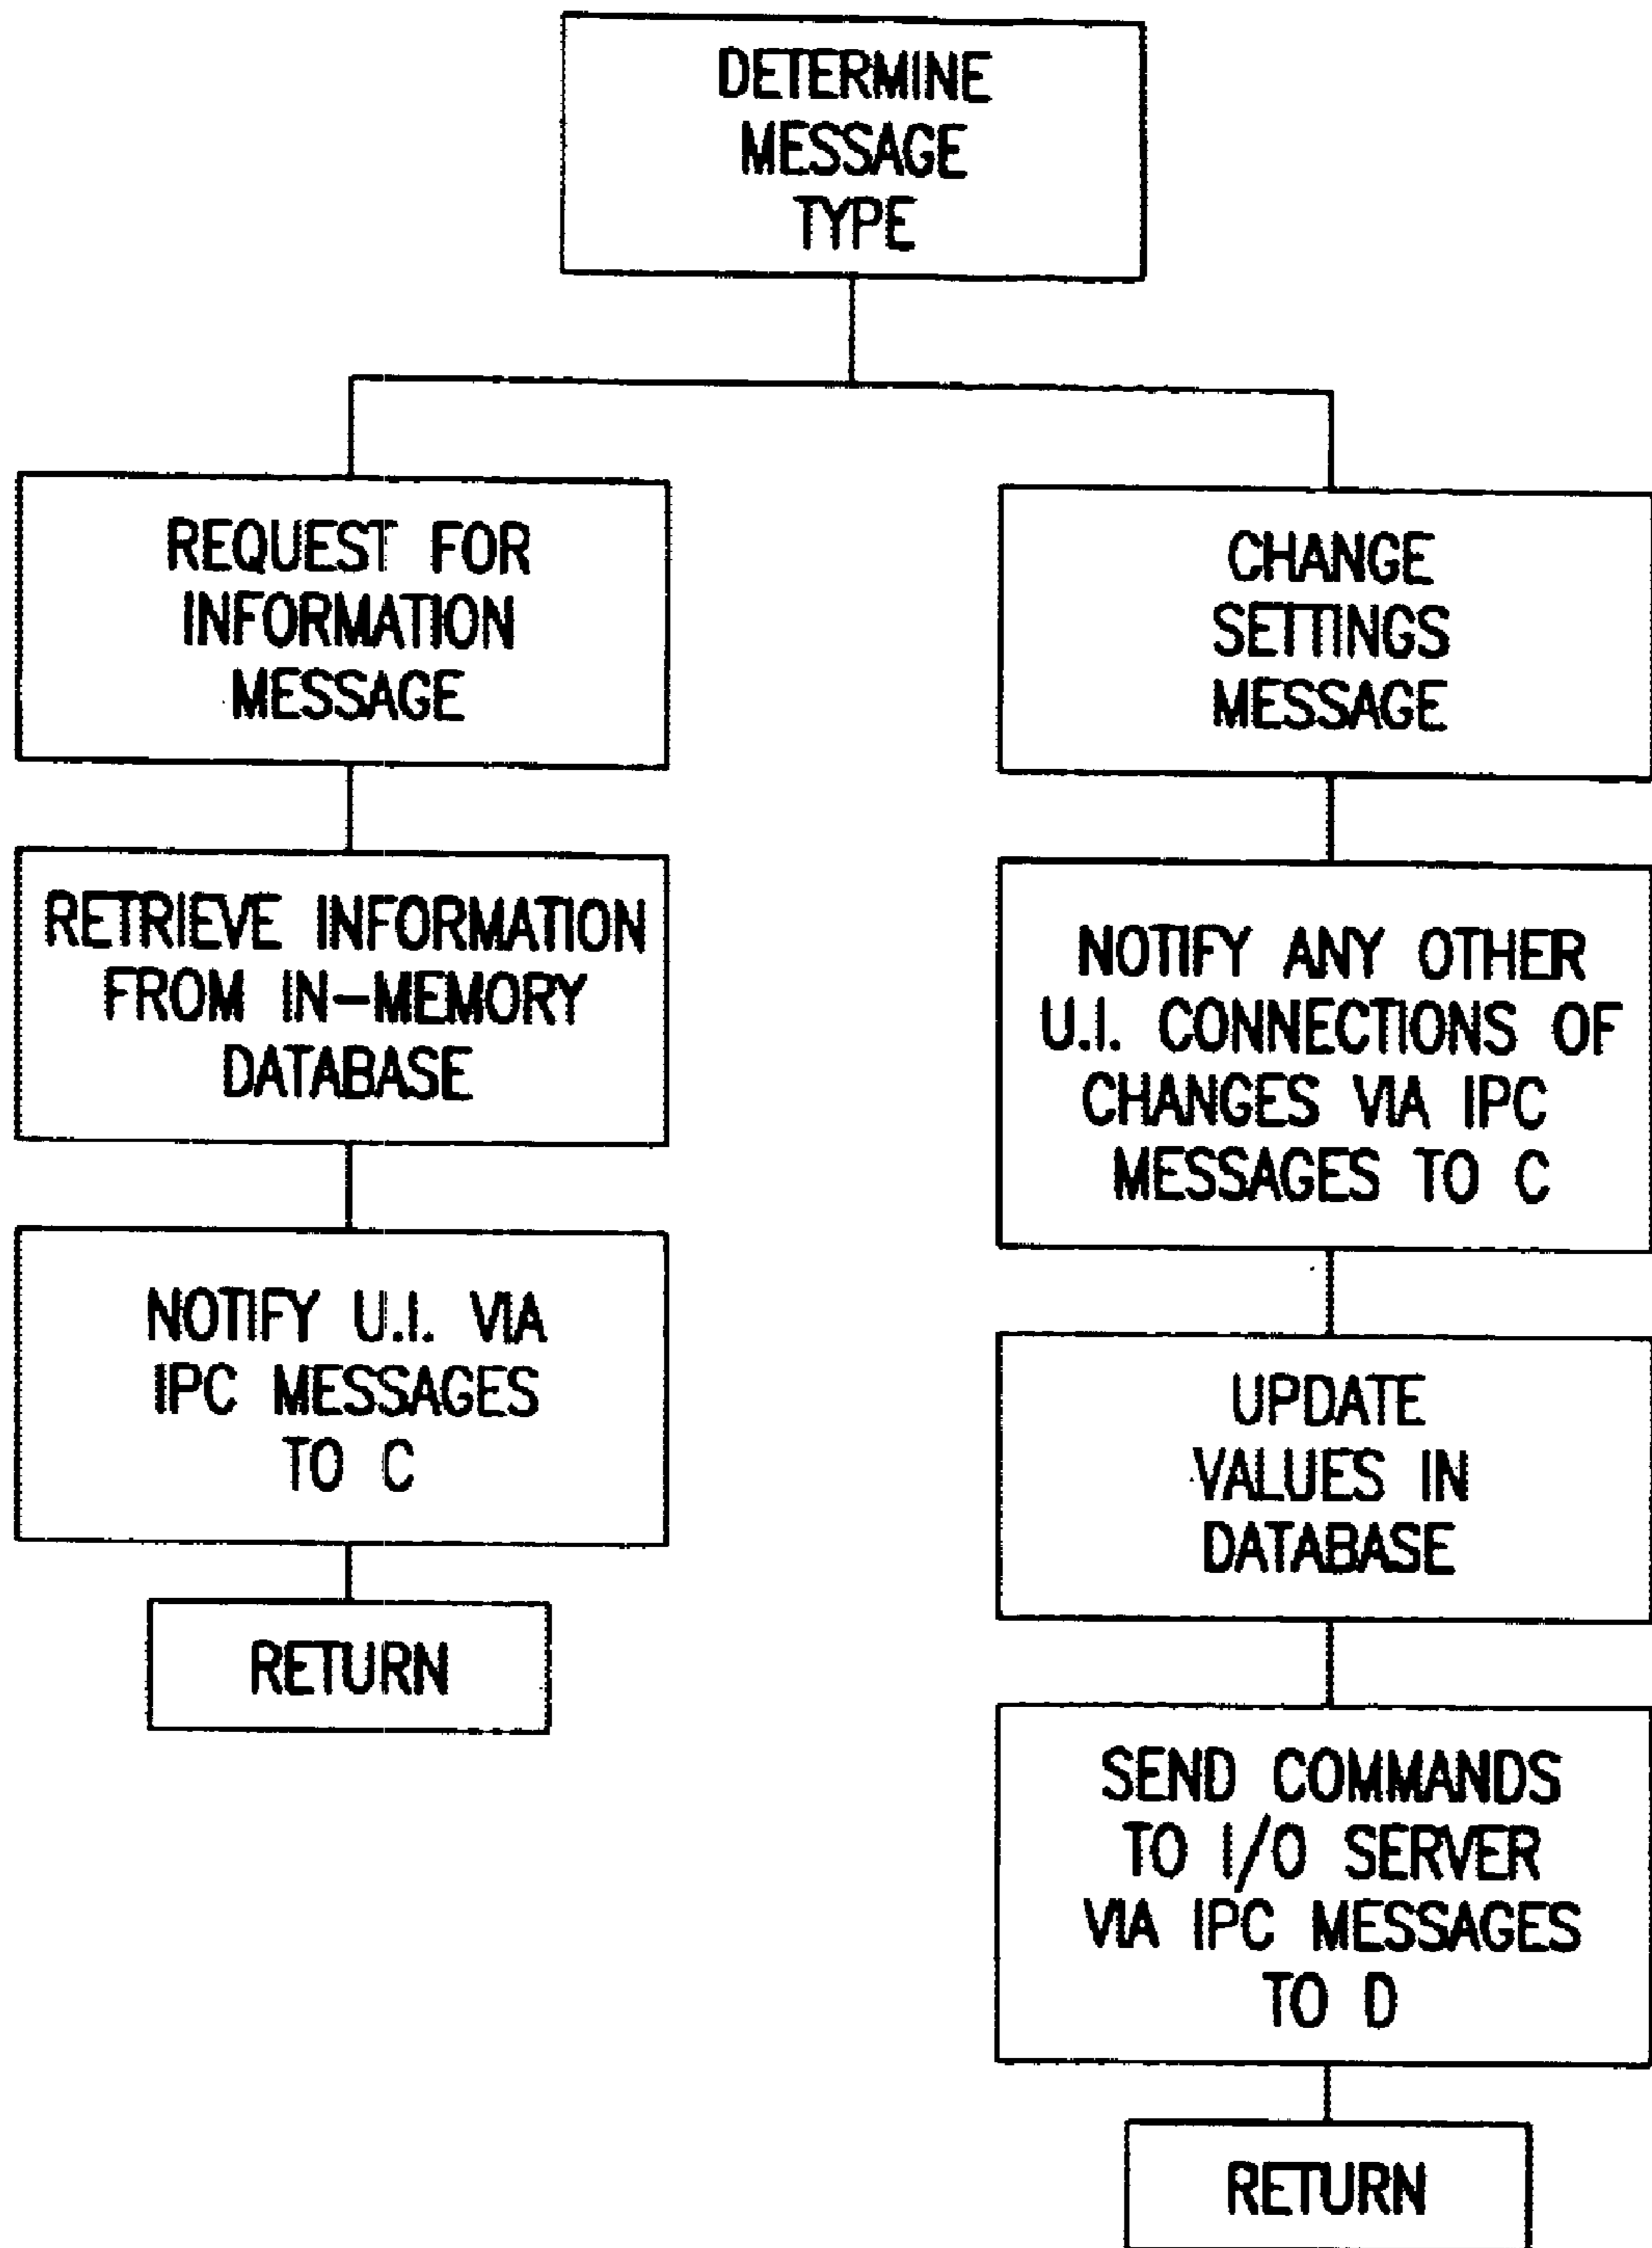 DETERMINE
MESSAGE
TYPE
REQUEST FOR
INFORMATION
MESSAGE
RETRIEVE INFORMATION
FROM IN-MEMORY
DATABASE
NOTIFY U.I. VIA
IPC MESSAGES
TO C
RETURN
CHANGE
SETTINGS
MESSAGE
NOTIFY ANY OTHER
U.I. CONNECTIONS OF
CHANGES VIA IPC
MESSAGES TO C
UPDATE
VALUES IN
DATABASE
SEND COMMANDS
TO I/O SERVER
VIA IPC MESSAGES
TO D
RETURN